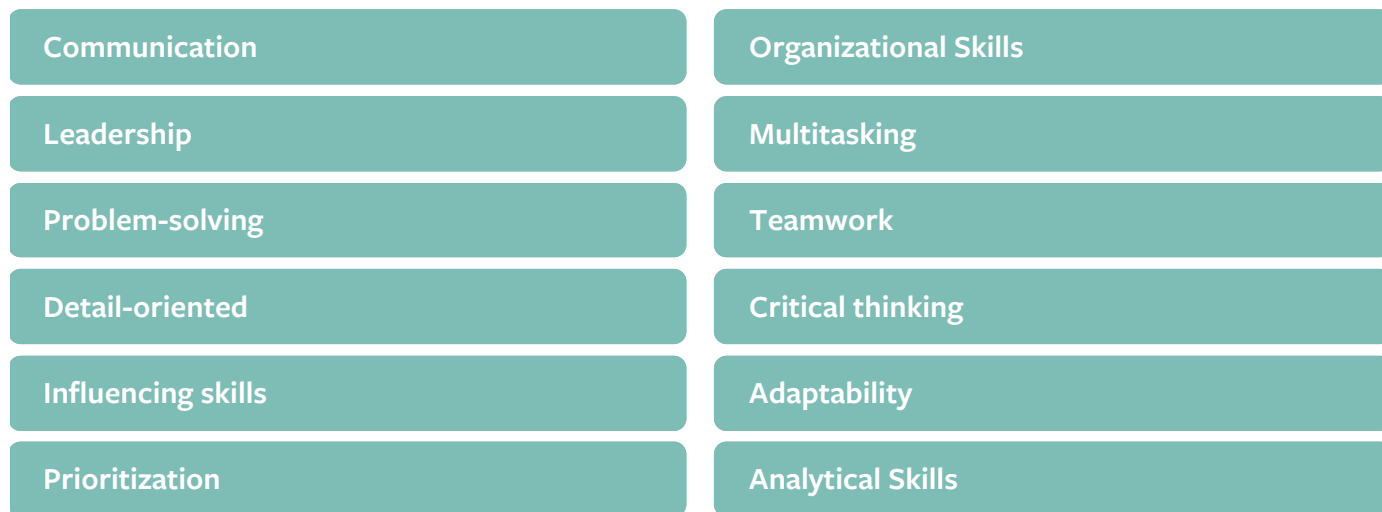 Communication
Organizational Skills
Leadership
Multitasking
Problem-solving
Teamwork
Detail-oriented
Critical thinking
Influencing skills
Adaptability
Prioritization
Analytical Skills